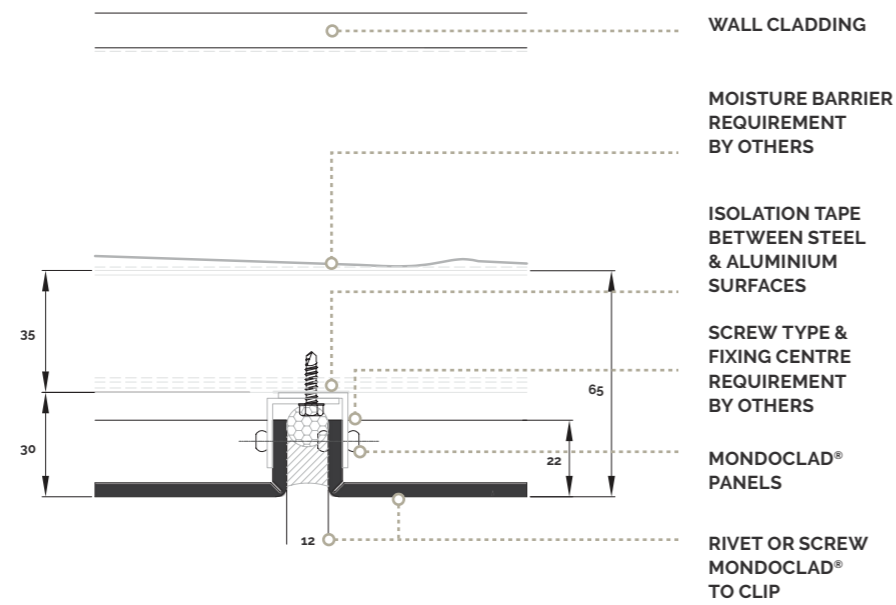 WALL CLADDING
MOISTURE BARRIER
REQUIREMENT
BY OTHERS
ISOLATION TAPE
BETWEEN STEEL
& ALUMINIUM
SURFACES
35
SCREW TYPE &
FIXING CENTRE
REQUIREMENT
BY OTHERS
65
30
22
MONDOCLAD®
PANELS
12
RIVET OR SCREW
MONDOCLAD®
TO CLIP